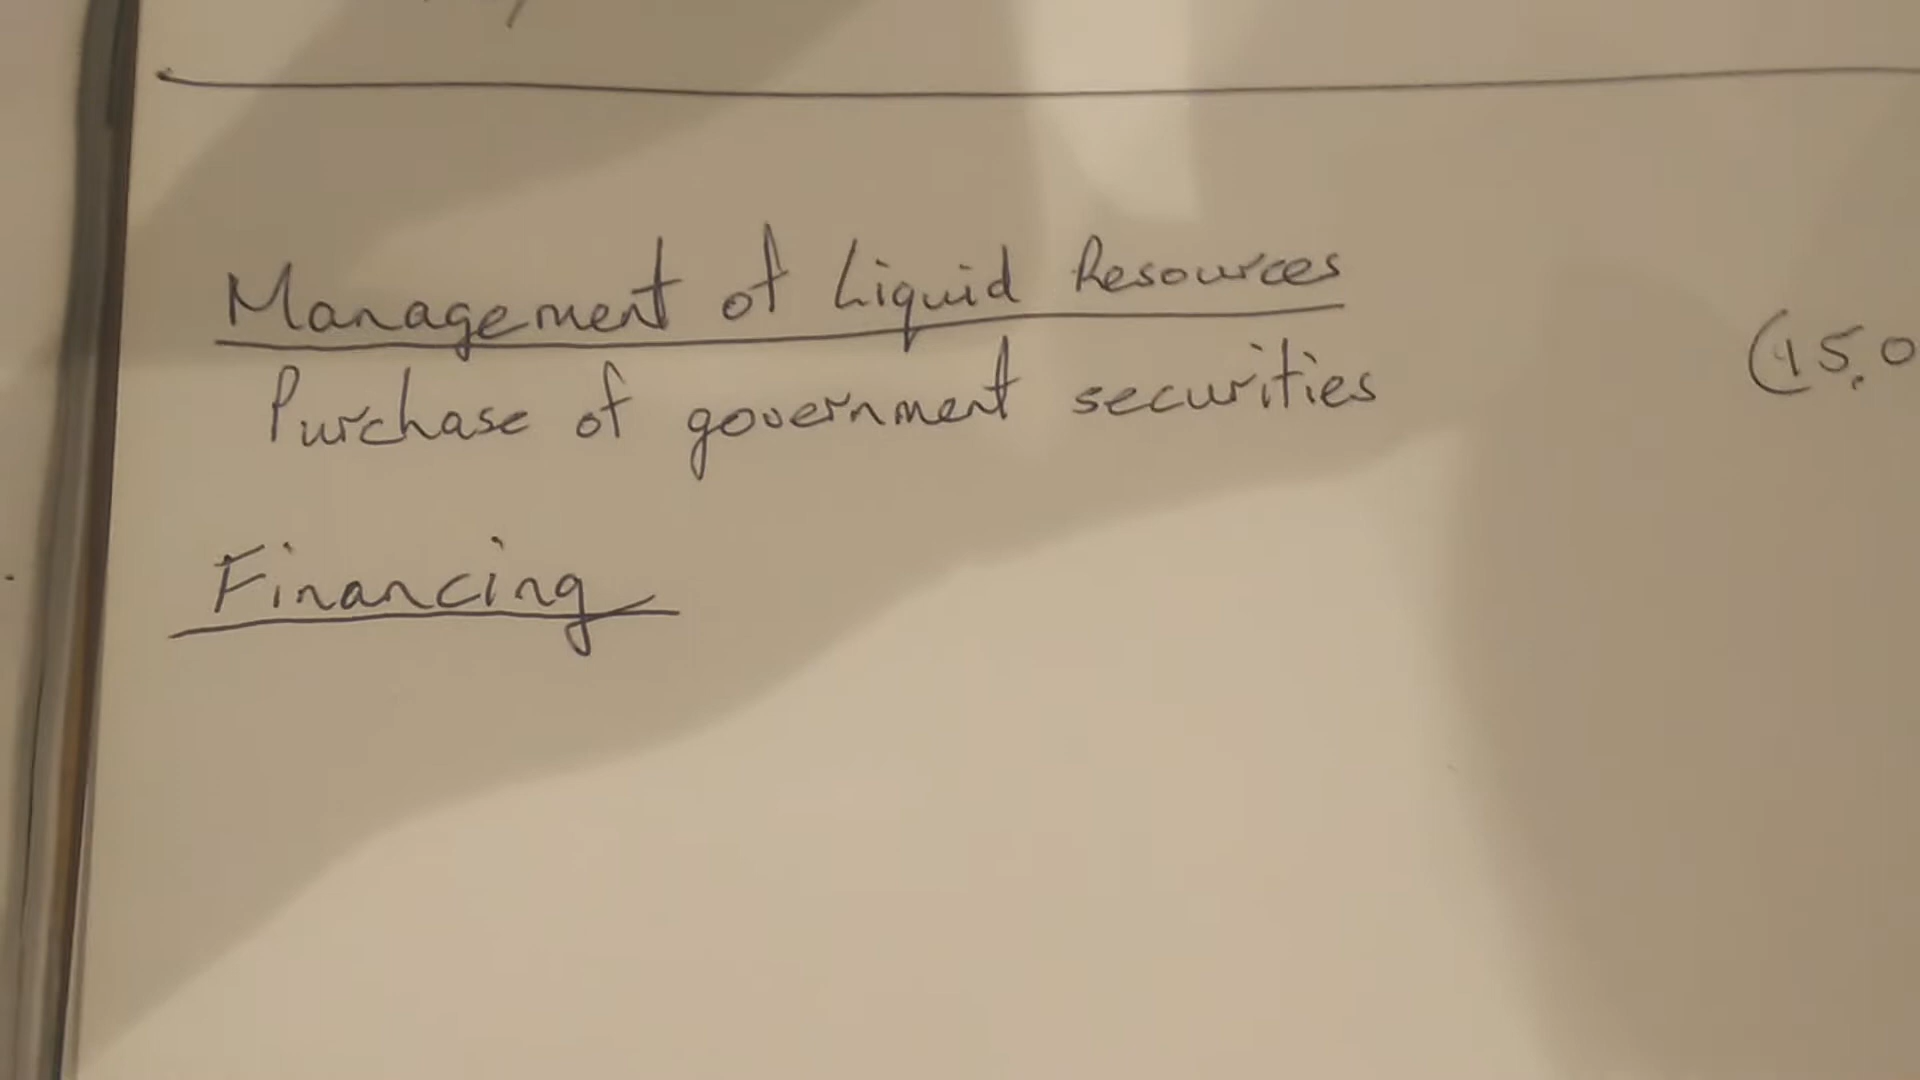 Management of Liquid Resources
Purchase of government securities (15,0
Financing